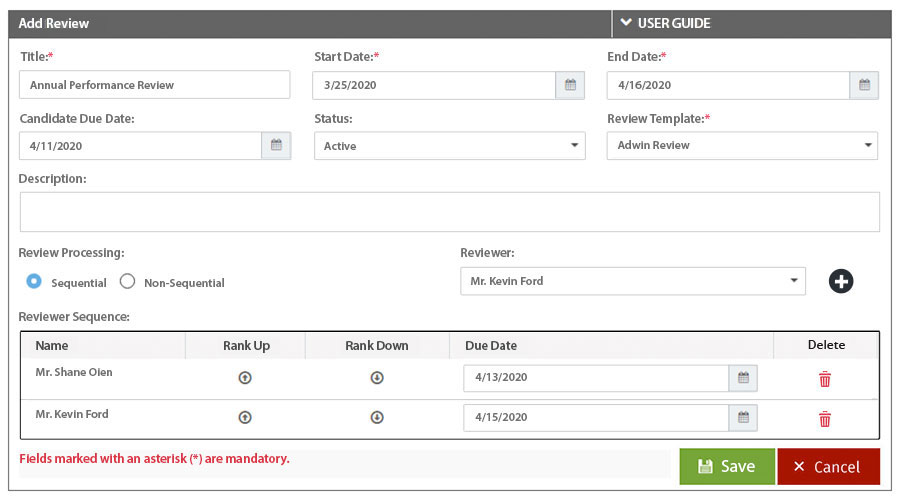 Add Review USER GUIDE
Title:* Start Date:* End Date:*
Annual Performance Review 3/25/2020 4/16/2020
Candidate Due Date: Status: Review Template:*
4/11/2020 Active Adwin Review
Description:
Review Processing: Reviewer:
Sequential Non-Sequential Mr. Kevin Ford
Reviewer Sequence:
Name Rank Up Rank Down Due Date Delete
Mr. Shane Oien 4/13/2020
Mr. Kevin Ford 4/15/2020
Fields marked with an asterisk (*) are mandatory. Save Cancel